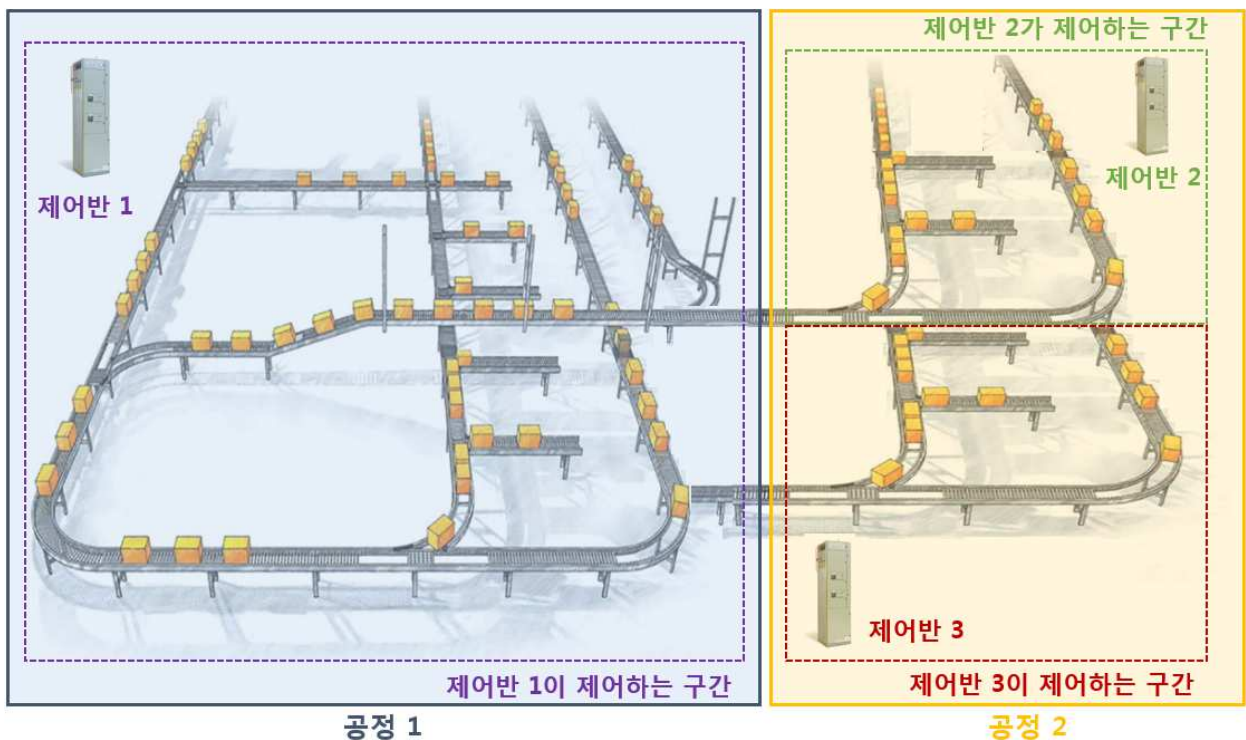 제어반 2가 제어하는 구간
제어반 1
제어반 2
제어반 3
제어반 1이 제어하는 구간
제어반 3이 제어하는 구간
공정 1
공정 2